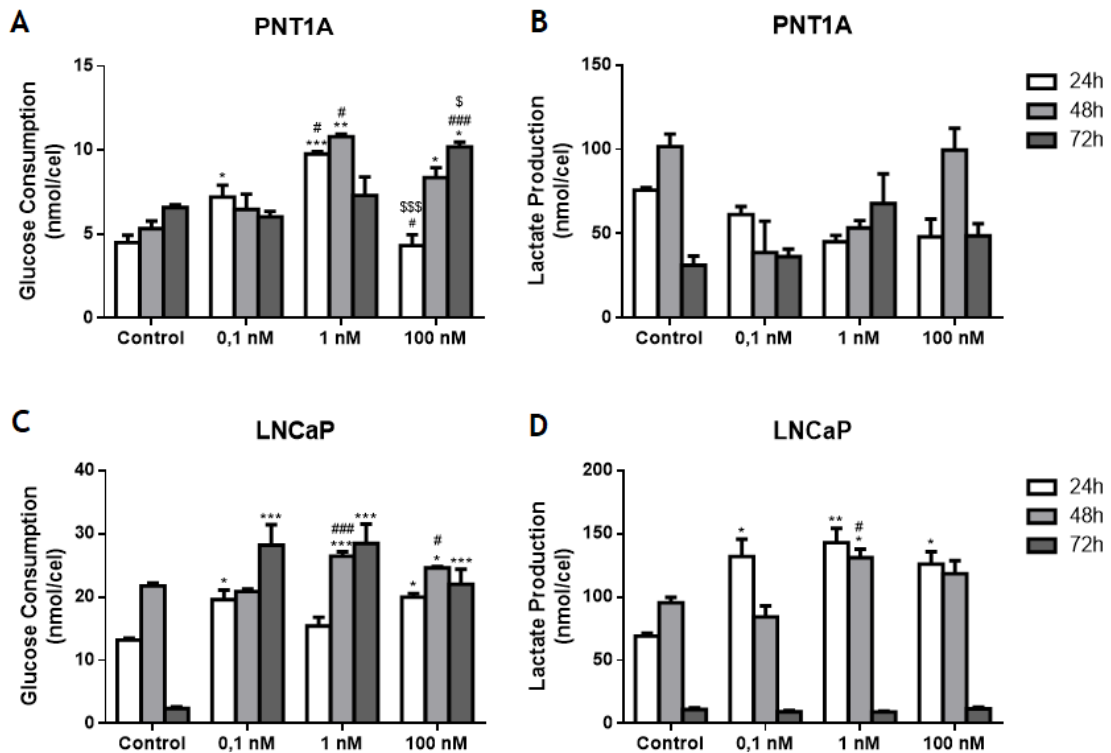 A
PNT1A
Glucose Consumption
(nmol/cel)
15
10
5
0
*
#
***
#
**
$$$
#
*
$
###
*
Control
0,1 nM
1 nM
100 nM
B
PNT1A
Lactate Production
(nmol/cel)
150
100
50
0
Control
0,1 nM
1 nM
100 nM
24h
48h
72h
C
LNCaP
Glucose Consumption
(nmol/cel)
40
30
20
10
0
*
***
###
***
***
*
#
*
***
Control
0,1 nM
1 nM
100 nM
D
LNCaP
Lactate Production
(nmol/cel)
200
150
100
50
0
*
**
#
*
*
Control
0,1 nM
1 nM
100 nM
24h
48h
72h